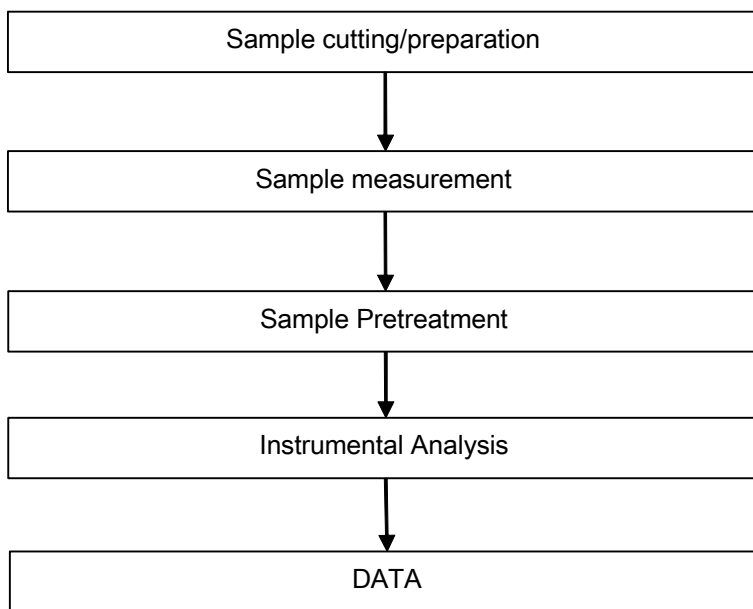 Sample cutting/preparation
Sample measurement
Sample Pretreatment
Instrumental Analysis
DATA